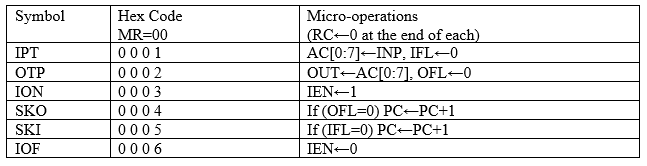 Symbol Hex Code Micro-operations
MR=00 (RC←0 at the end of each)
IPT 0 0 0 1 AC[0:7]←INP, IFL←0
OTP 0 0 0 2 OUT←AC[0:7], OFL←0
ION 0 0 0 3 IEN←1
SKO 0 0 0 4 If (OFL=0) PC←PC+1
SKI 0 0 0 5 If (IFL=0) PC←PC+1
IOF 0 0 0 6 IEN←0